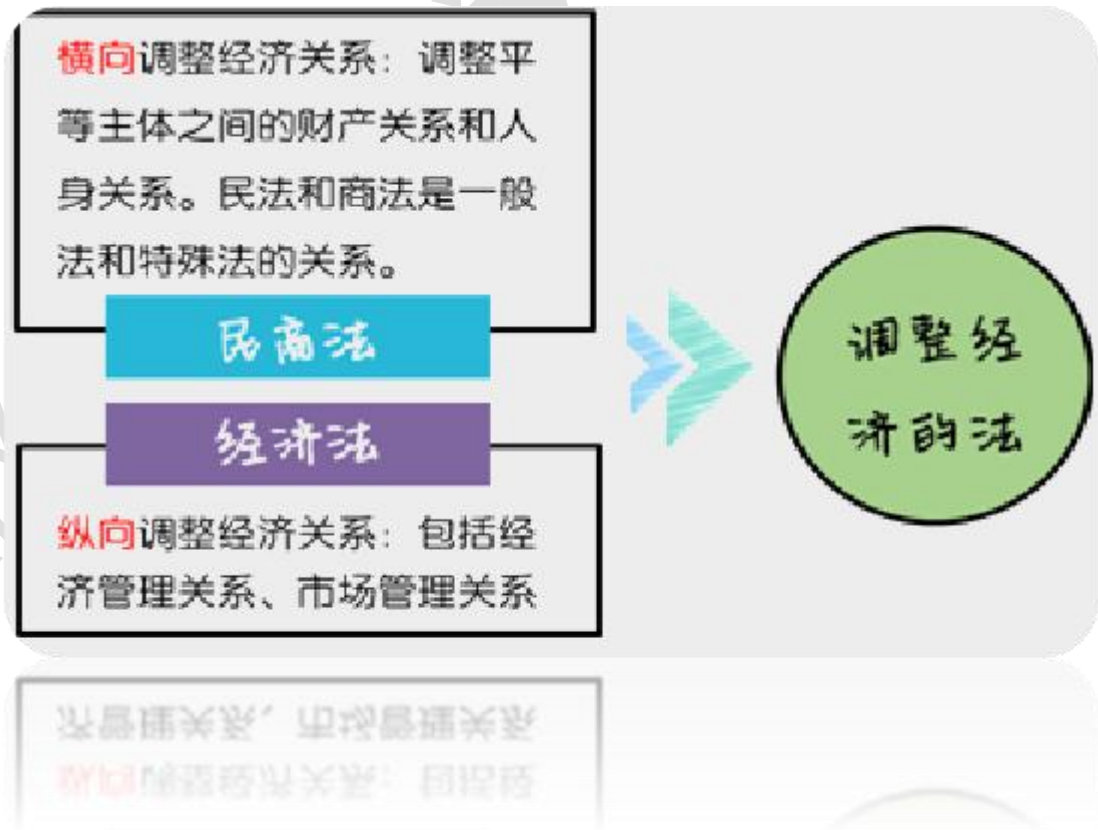 横向调整经济关系：调整平
等主体之间的财产关系和人
身关系。民法和商法是一般
法和特殊法的关系。
民商法
经济法
纵向调整经济关系：包括经
济管理关系、市场管理关系
调整经
济的法